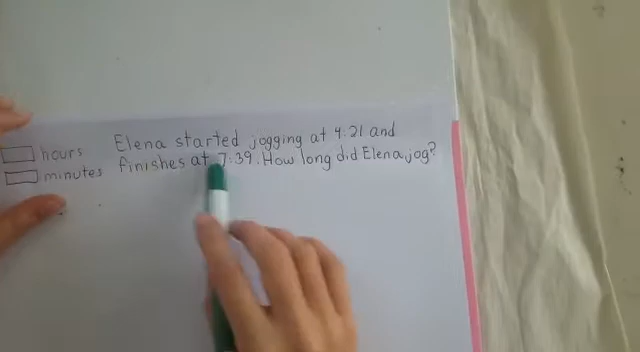 hours Elena started jogging at 4:21 and
minutes finishes at 7:39. How long did Elena jog?